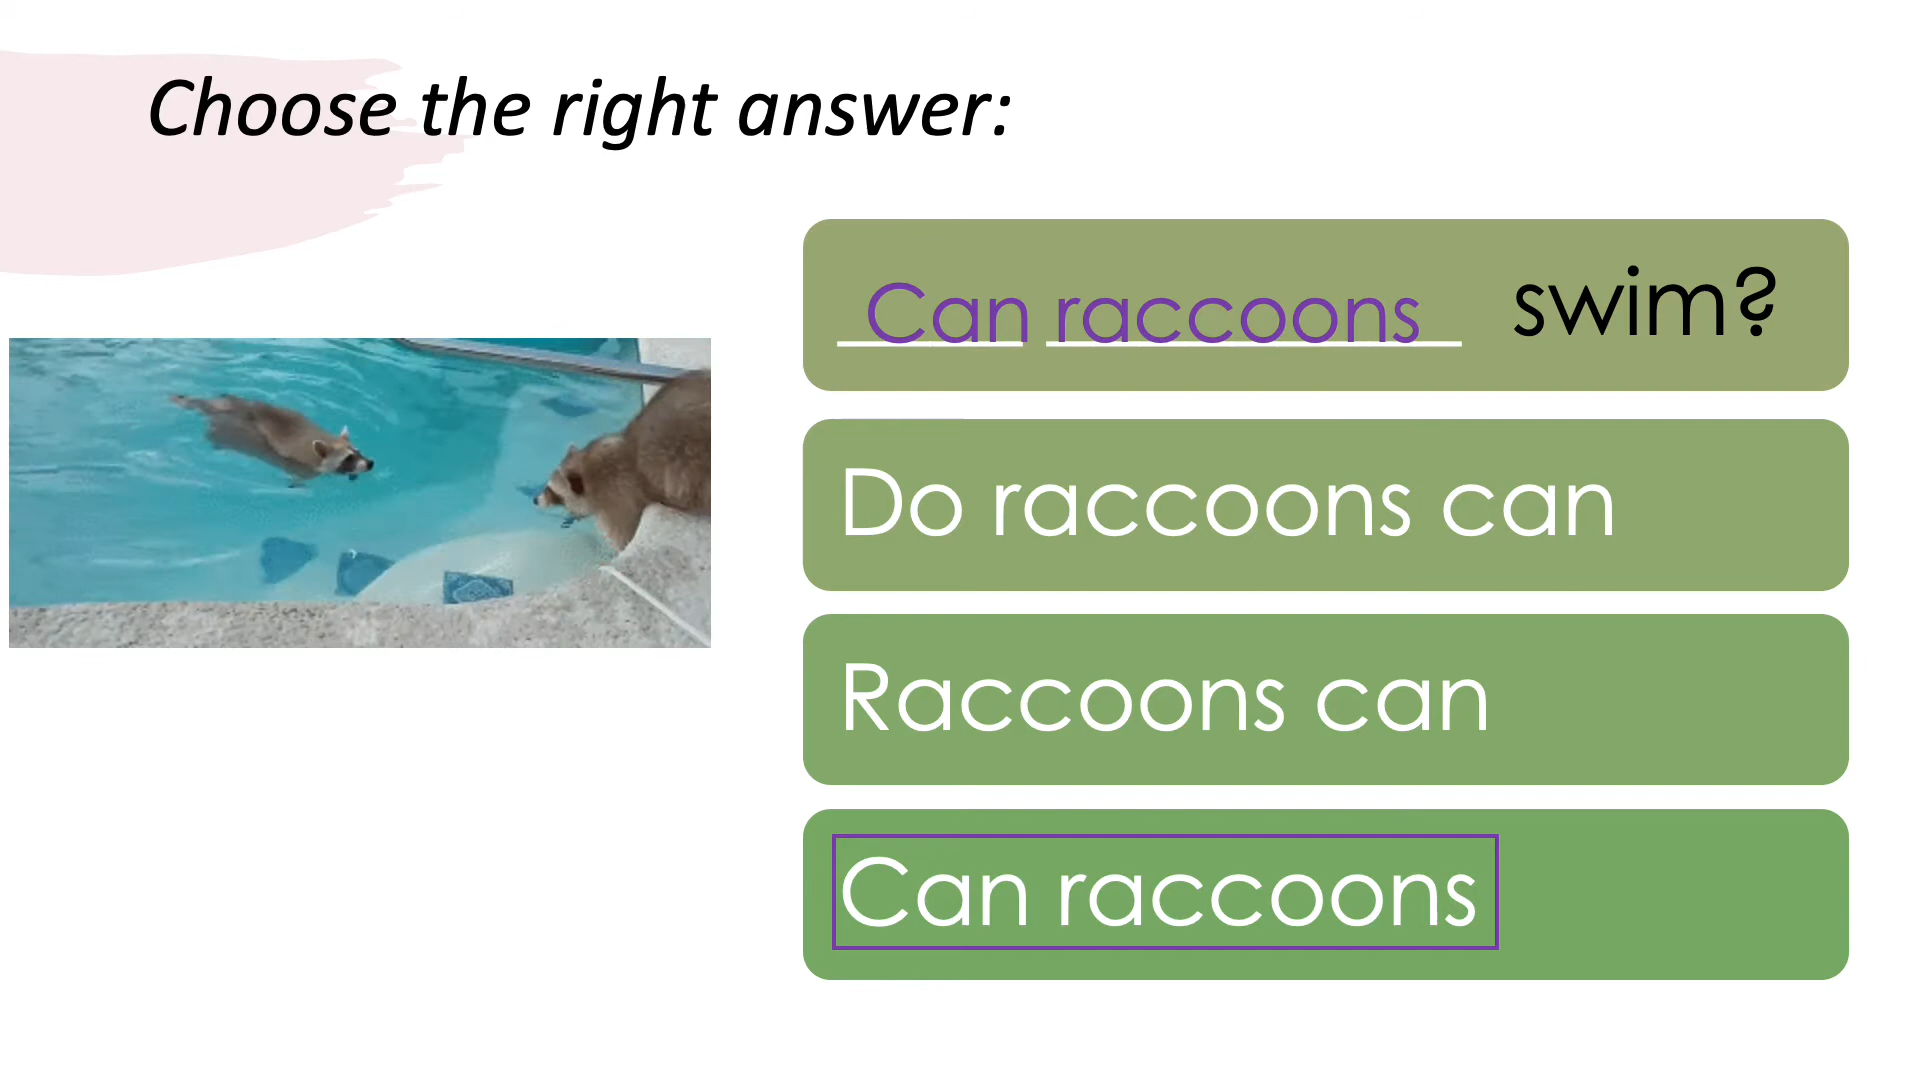 Choose the right answer:
Can raccoons swim?
Do raccoons can
Raccoons can
Can raccoons